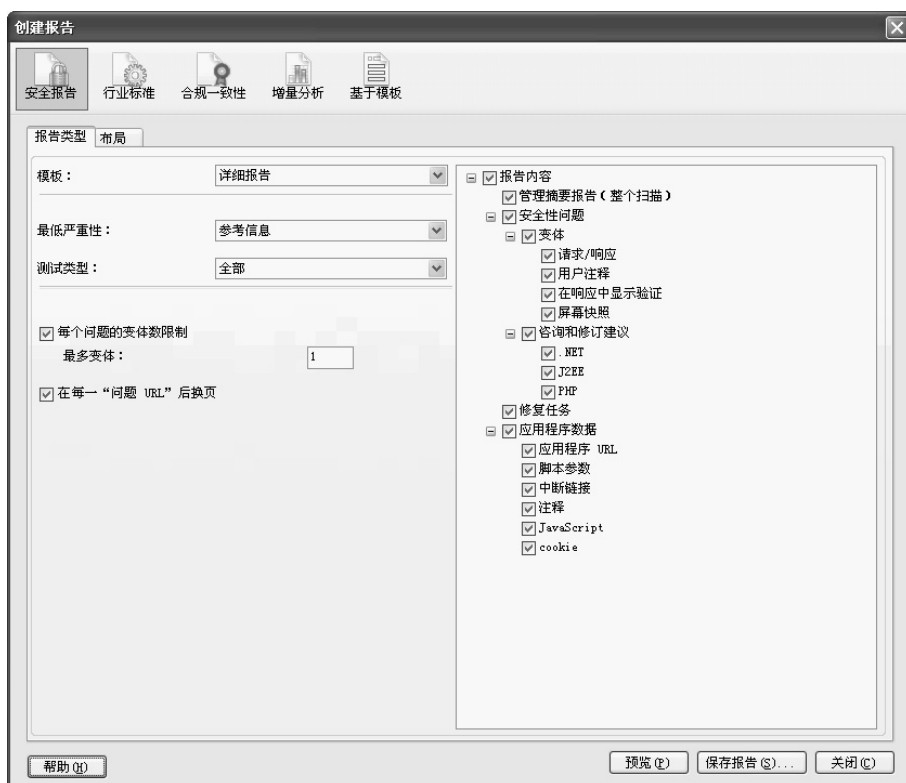 创建报告
安全报告 行业标准 合规一致性 增量分析 基于模板
报告类型 布局
模板： 详细报告
最低严重性： 参考信息
测试类型： 全部
每个问题的变体数限制
最多变体： 1
在每一“问题 URL”后换页
报告内容
管理摘要报告（整个扫描）
安全性问题
变体
请求/响应
用户注释
在响应中显示验证
屏幕快照
咨询和修订建议
.NET
J2EE
PHP
修复任务
应用程序数据
应用程序 URL
脚本参数
中断链接
注释
JavaScript
cookie
帮助(H) 预览(P) 保存报告(S)... 关闭(C)